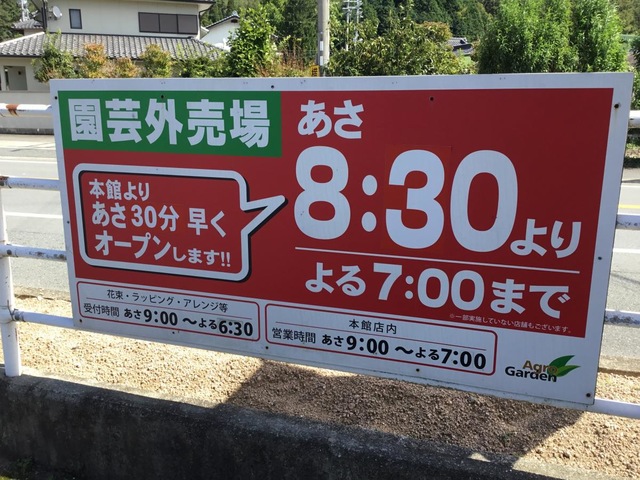 園芸外売場
あさ
8:30より
よる7:00まで
※一部実施していない店舗もございます。
本館より
あさ30分 早く
オープンします!!
花束・ラッピング・アレンジ等
受付時間 あさ9:00～よる6:30
本館店内
営業時間 あさ9:00～よる7:00
Agro
Garden